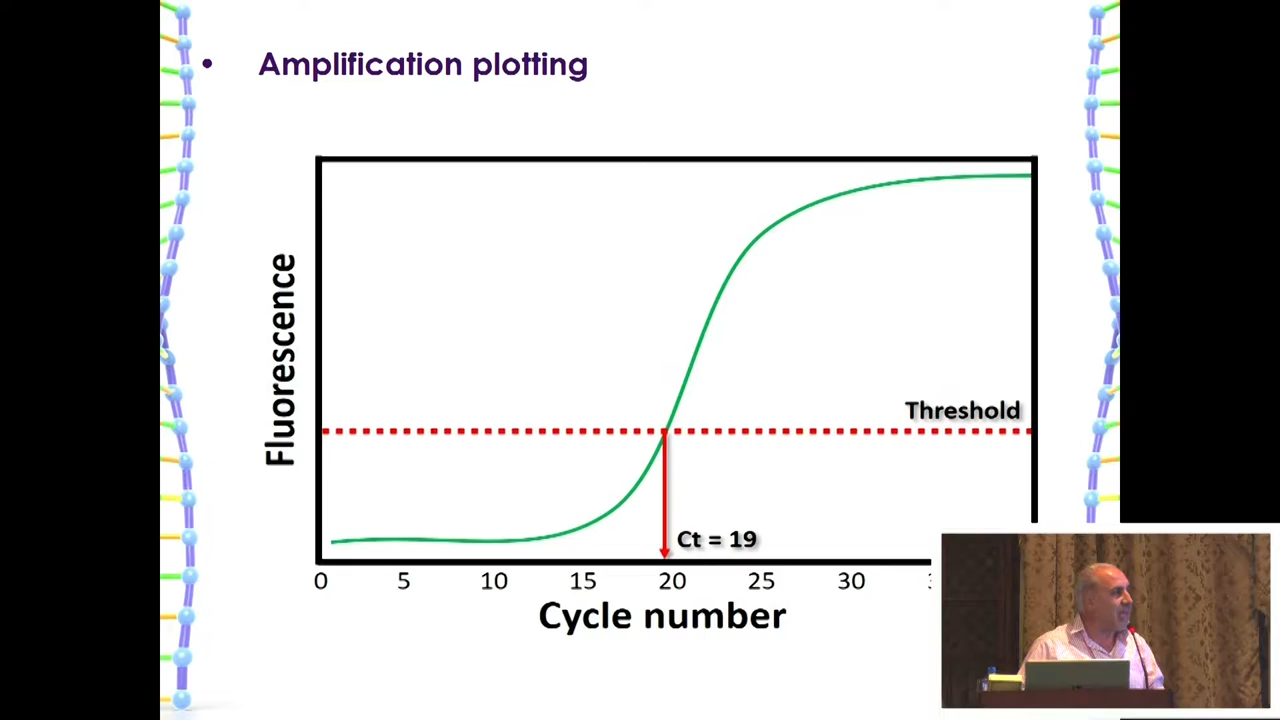 • Amplification plotting
Fluorescence
Threshold
Ct = 19
0 5 10 15 20 25 30
Cycle number